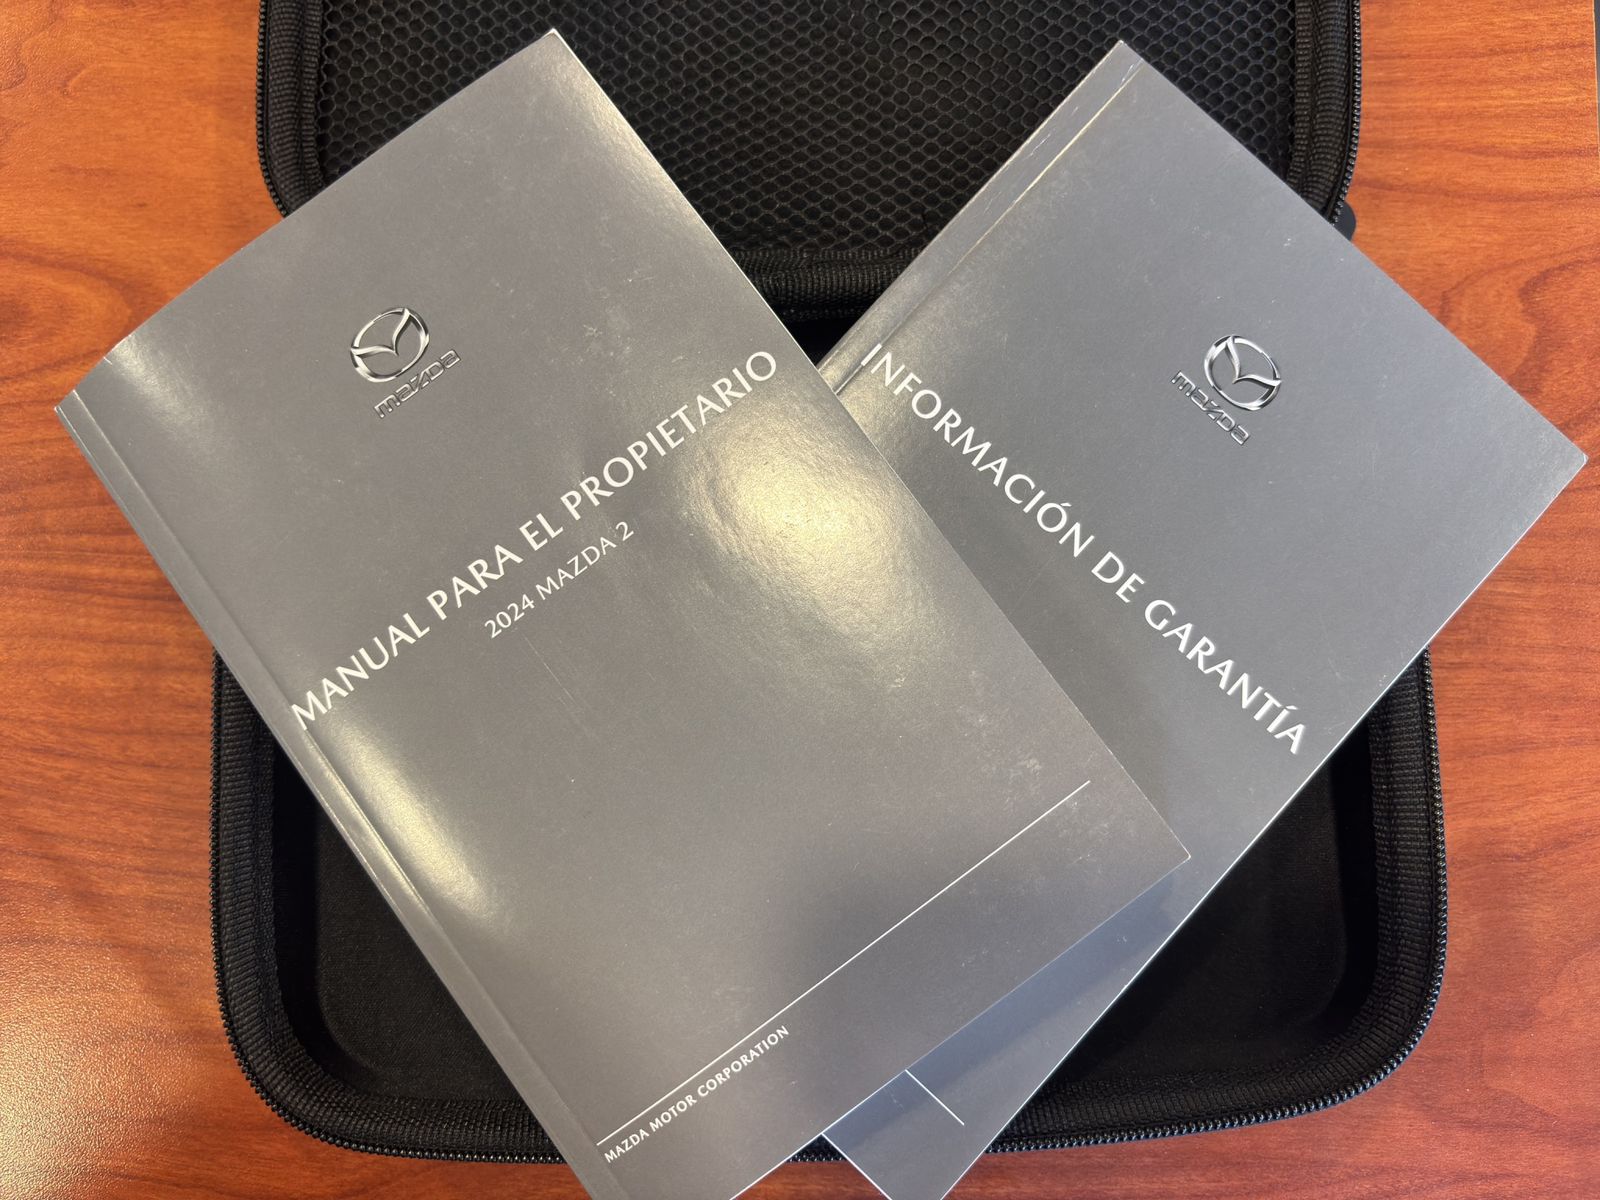 mazda
MANUAL PARA EL PROPIETARIO
2024 MAZDA 2
MAZDA MOTOR CORPORATION
mazda
INFORMACIÓN DE GARANTÍA